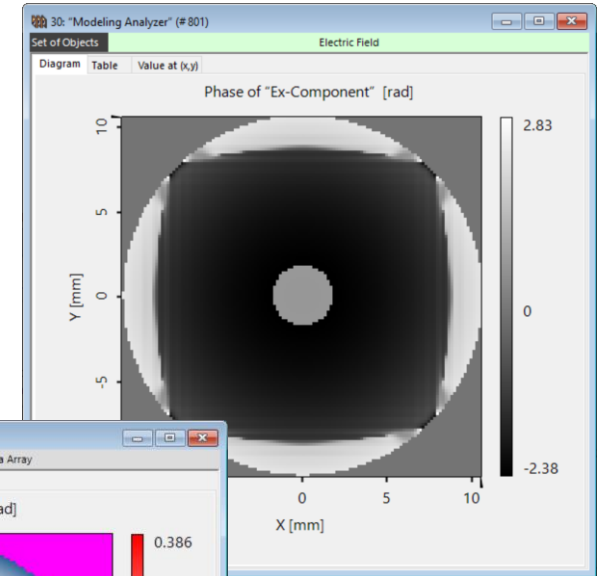 30: "Modeling Analyzer" (# 801)
Set of Objects
Electric Field
Diagram
Table
Value at (x,y)
Phase of "Ex-Component" [rad]
10
5
0
-5
Y [mm]
2.83
0
-2.38
0
5
10
X [mm]
a Array
ad]
0.386